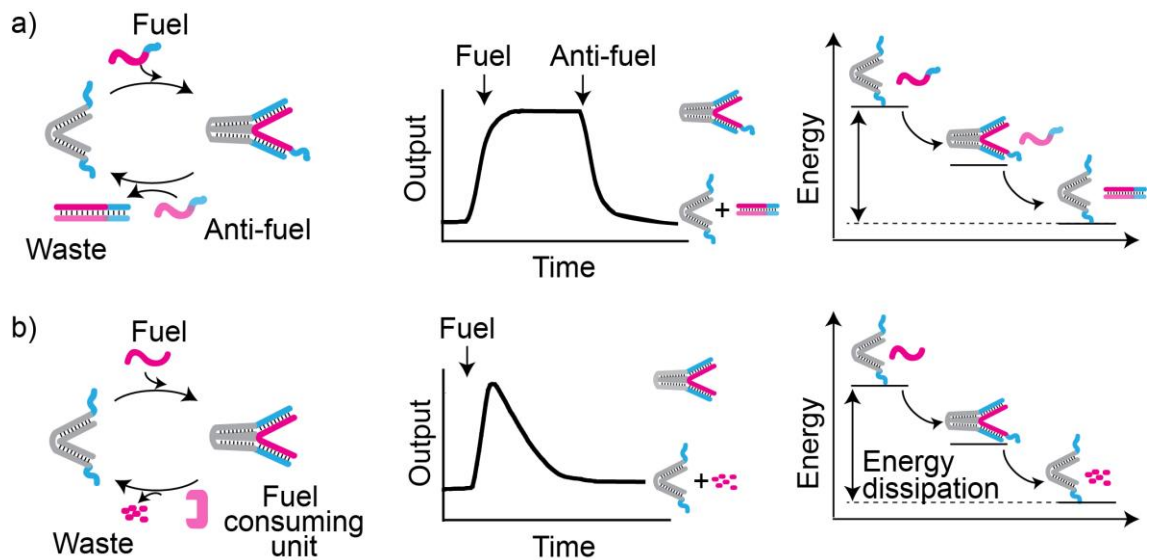 a)
Fuel
Waste
Anti-fuel
Output
Fuel
Anti-fuel
+
Time
Energy
b)
Fuel
Waste
Fuel
consuming
unit
Output
Fuel
+
Time
Energy
Energy
dissipation